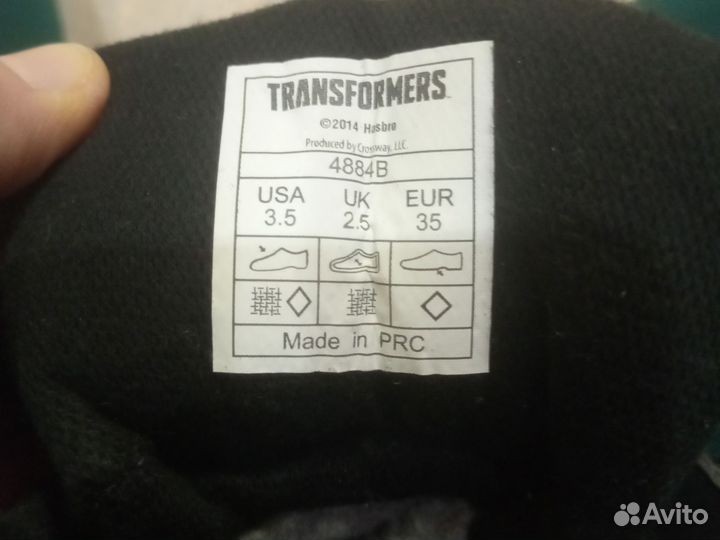 TRANSFORMERS
©2014 Hasbro
Produced by Crossway, LLC.
4884B
USA UK EUR
3.5 2.5 35
Made in PRC
Avito